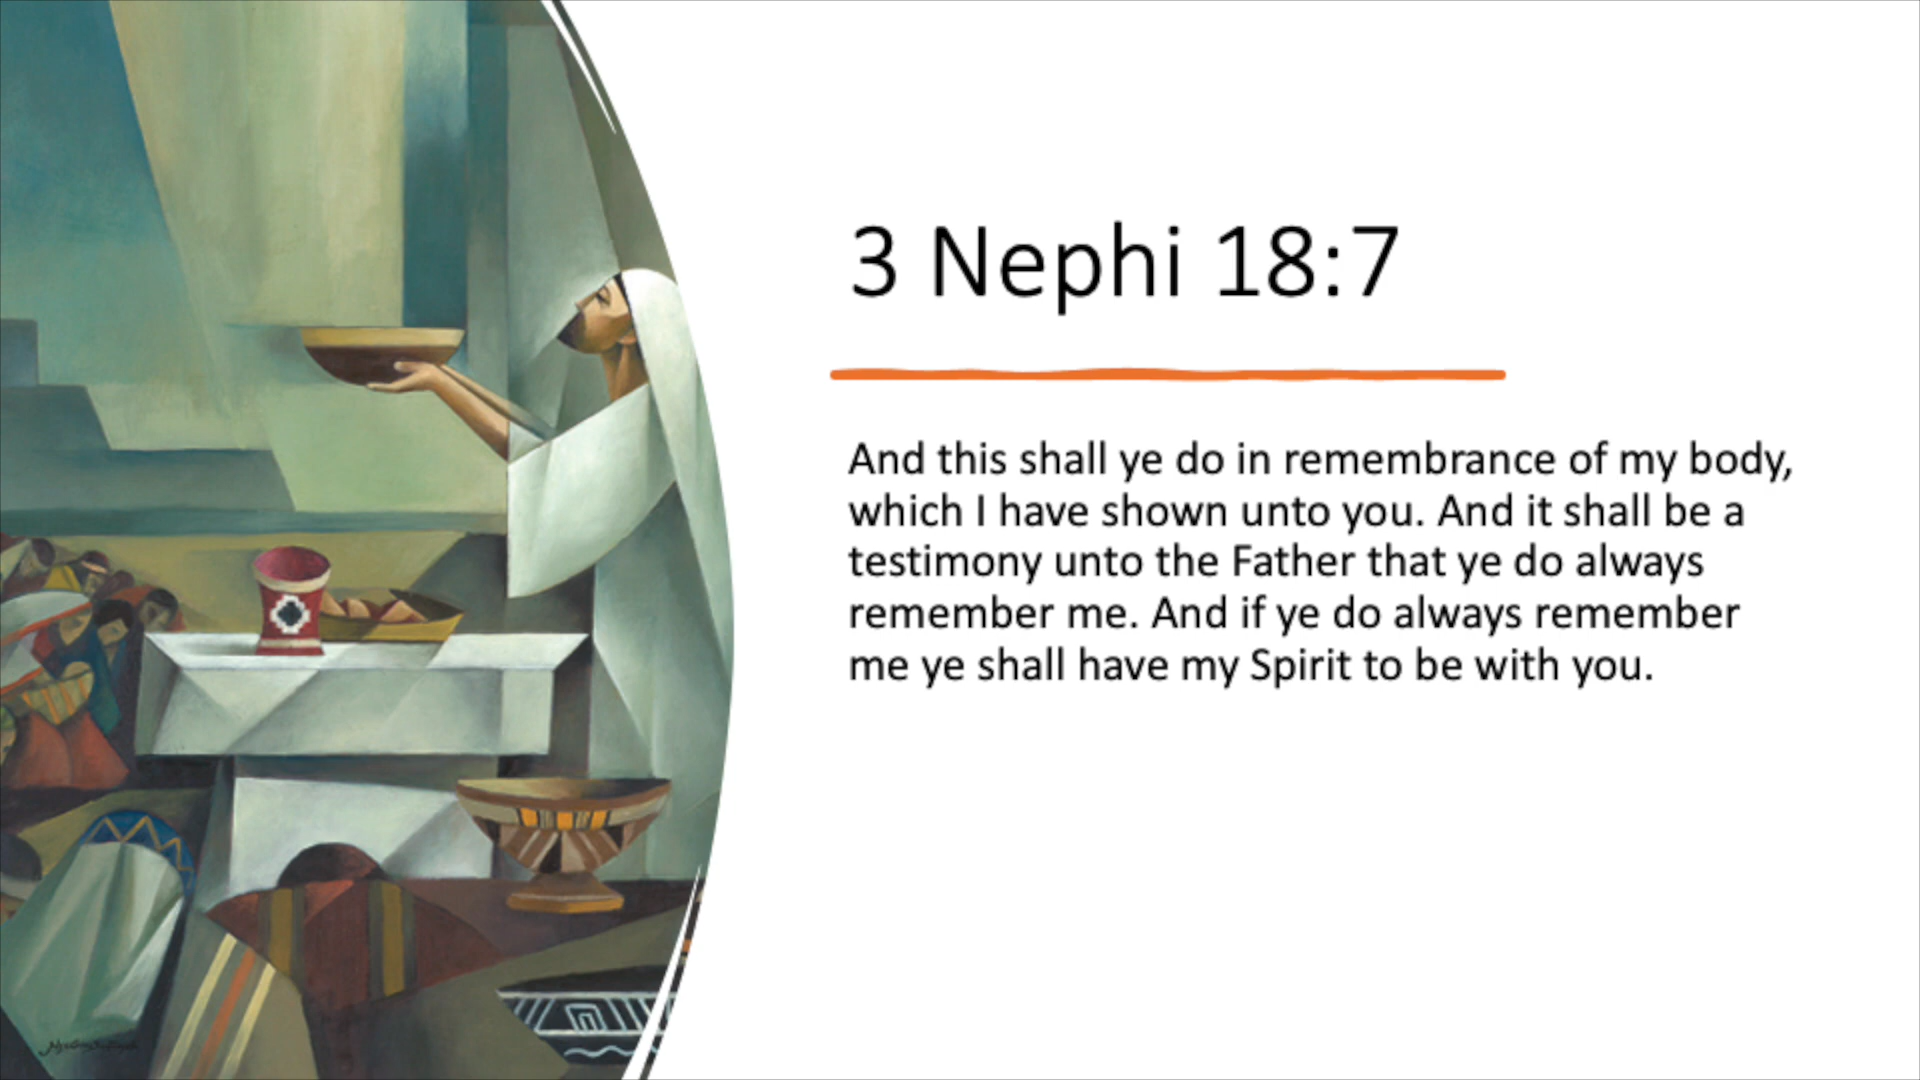 3 Nephi 18:7
And this shall ye do in remembrance of my body,
which I have shown unto you. And it shall be a
testimony unto the Father that ye do always
remember me. And if ye do always remember
me ye shall have my Spirit to be with you.